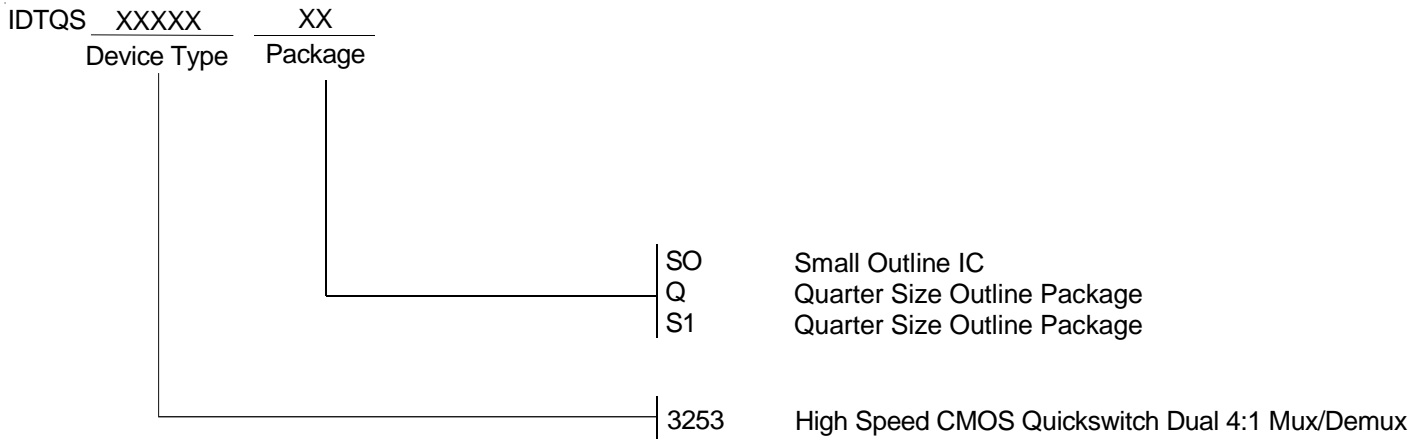 IDTQS XXXXX XX
Device Type Package
SO Small Outline IC
Q Quarter Size Outline Package
S1 Quarter Size Outline Package
3253 High Speed CMOS Quickswitch Dual 4:1 Mux/Demux